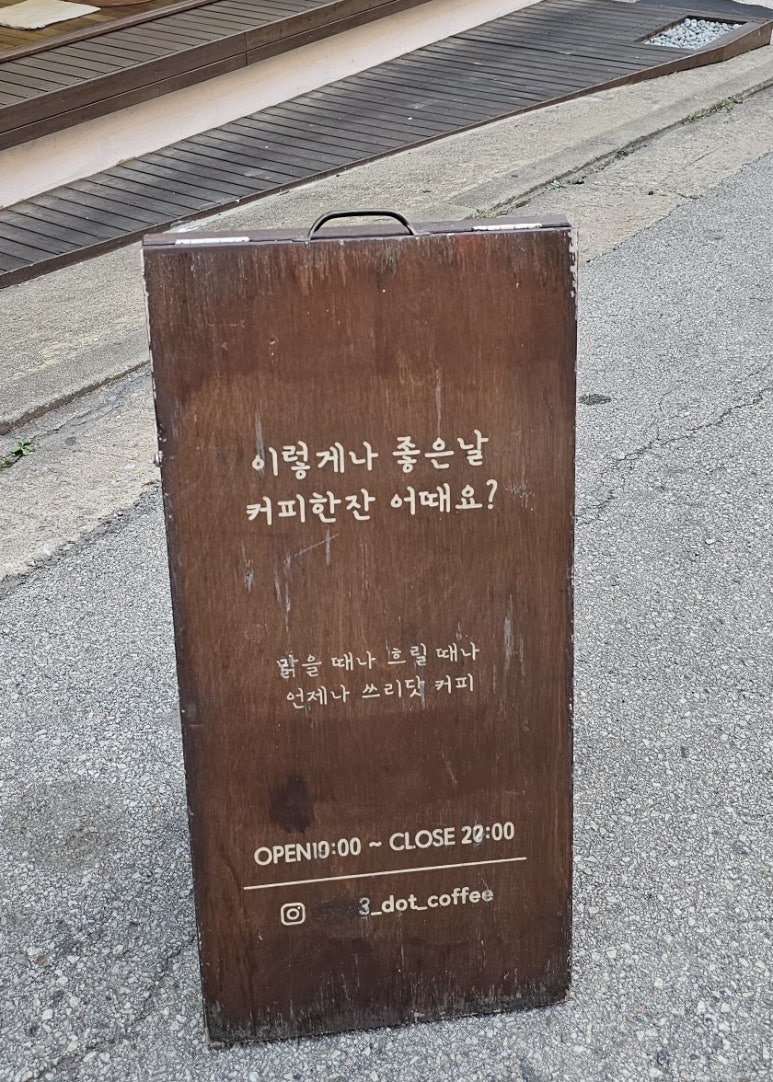 이렇게나 좋은날
커피한잔 어때요?
맑을 때나 흐릴 때나
언제나 쓰리닷 커피
OPEN10:00 ~ CLOSE 22:00
3_dot_coffee